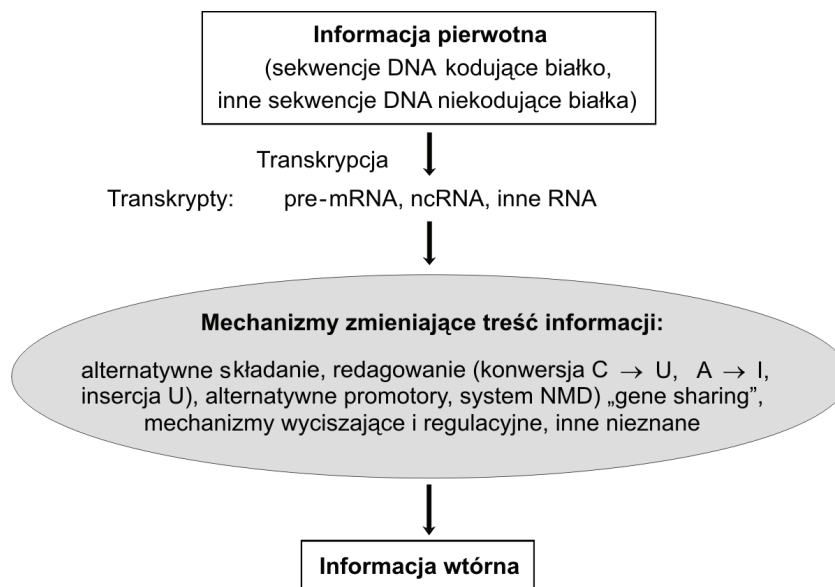 Informacja pierwotna
(sekwencje DNA kodujące białko,
inne sekwencje DNA niekodujące białka)
Transkrypcja
Transkrypty: pre-mRNA, ncRNA, inne RNA
Mechanizmy zmieniające treść informacji:
alternatywne składanie, redagowanie (konwersja C → U, A → I,
insercja U), alternatywne promotory, system NMD) „gene sharing”,
mechanizmy wyciszające i regulacyjne, inne nieznane
Informacja wtórna